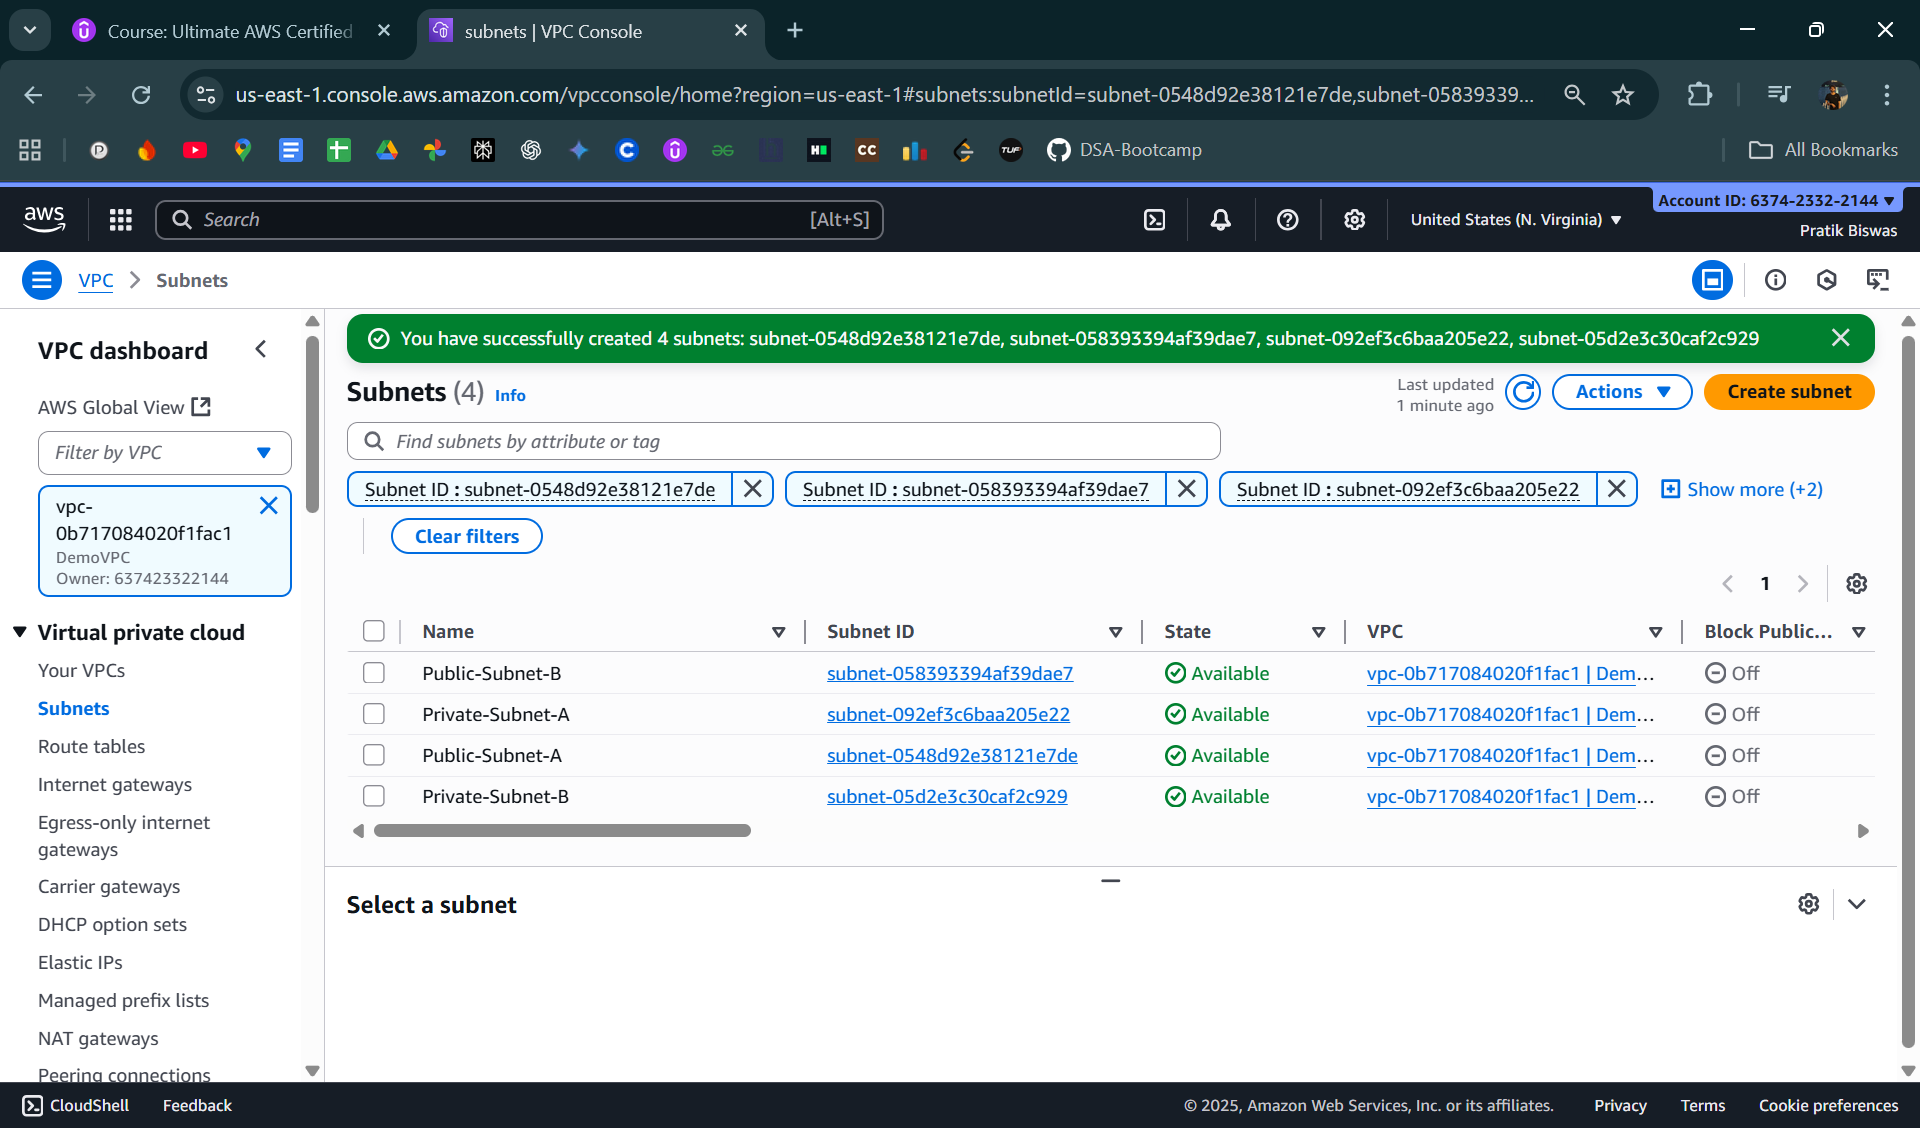 Course: Ultimate AWS Certified
subnets | VPC Console
us-east-1.console.aws.amazon.com/vpcconsole/home?region=us-east-1#subnets:subnetId=subnet-0548d92e38121e7de,subnet-05839339...
CC
TUF
DSA-Bootcamp
All Bookmarks
aws
Search
[Alt+S]
United States (N. Virginia)
Account ID: 6374-2332-2144
Pratik Biswas
VPC
Subnets
VPC dashboard
AWS Global View
Filter by VPC
vpc-
0b717084020f1fac1
DemoVPC
Owner: 637423322144
Virtual private cloud
Your VPCs
Subnets
Route tables
Internet gateways
Egress-only internet
gateways
Carrier gateways
DHCP option sets
Elastic IPs
Managed prefix lists
NAT gateways
Peering connections
You have successfully created 4 subnets: subnet-0548d92e38121e7de, subnet-058393394af39dae7, subnet-092ef3c6baa205e22, subnet-05d2e3c30caf2c929
Subnets (4) Info
Last updated
1 minute ago
Actions
Create subnet
Find subnets by attribute or tag
Subnet ID : subnet-0548d92e38121e7de
Subnet ID : subnet-058393394af39dae7
Subnet ID : subnet-092ef3c6baa205e22
Show more (+2)
Clear filters
1
Name Subnet ID State VPC Block Public...
Public-Subnet-B subnet-058393394af39dae7 Available vpc-0b717084020f1fac1 | Dem... Off
Private-Subnet-A subnet-092ef3c6baa205e22 Available vpc-0b717084020f1fac1 | Dem... Off
Public-Subnet-A subnet-0548d92e38121e7de Available vpc-0b717084020f1fac1 | Dem... Off
Private-Subnet-B subnet-05d2e3c30caf2c929 Available vpc-0b717084020f1fac1 | Dem... Off
Select a subnet
CloudShell
Feedback
© 2025, Amazon Web Services, Inc. or its affiliates.
Privacy
Terms
Cookie preferences